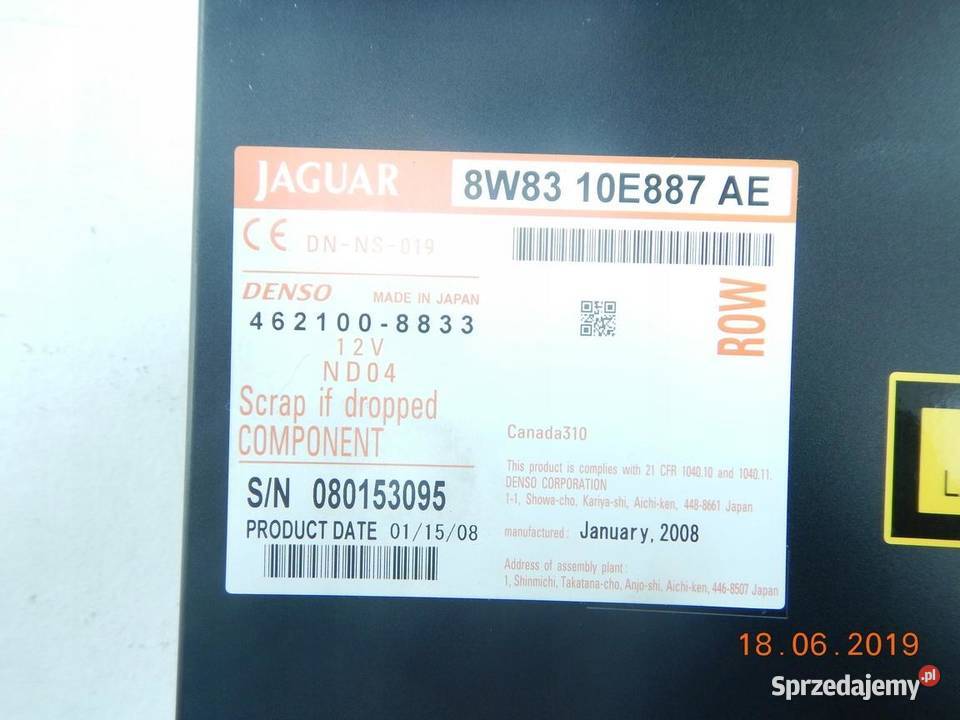 JAGUAR 8W83 10E887 AE
CE DN-NS-019
DENSO MADE IN JAPAN
462100-8833
12V
ND04
Scrap if dropped
COMPONENT
S/N 080153095
PRODUCT DATE 01/15/08
ROW
Canada310
This product is complies with 21 CFR 1040.10 and 1040.11.
DENSO CORPORATION
1-1, Showa-cho, Kariya-shi, Aichi-ken, 448-8661 Japan
manufactured: January, 2008
Address of assembly plant:
1, Shinmichi, Takatana-cho, Anjo-shi, Aichi-ken, 446-8507 Japan
L
18.06.2019
Sprzedajemy.pl